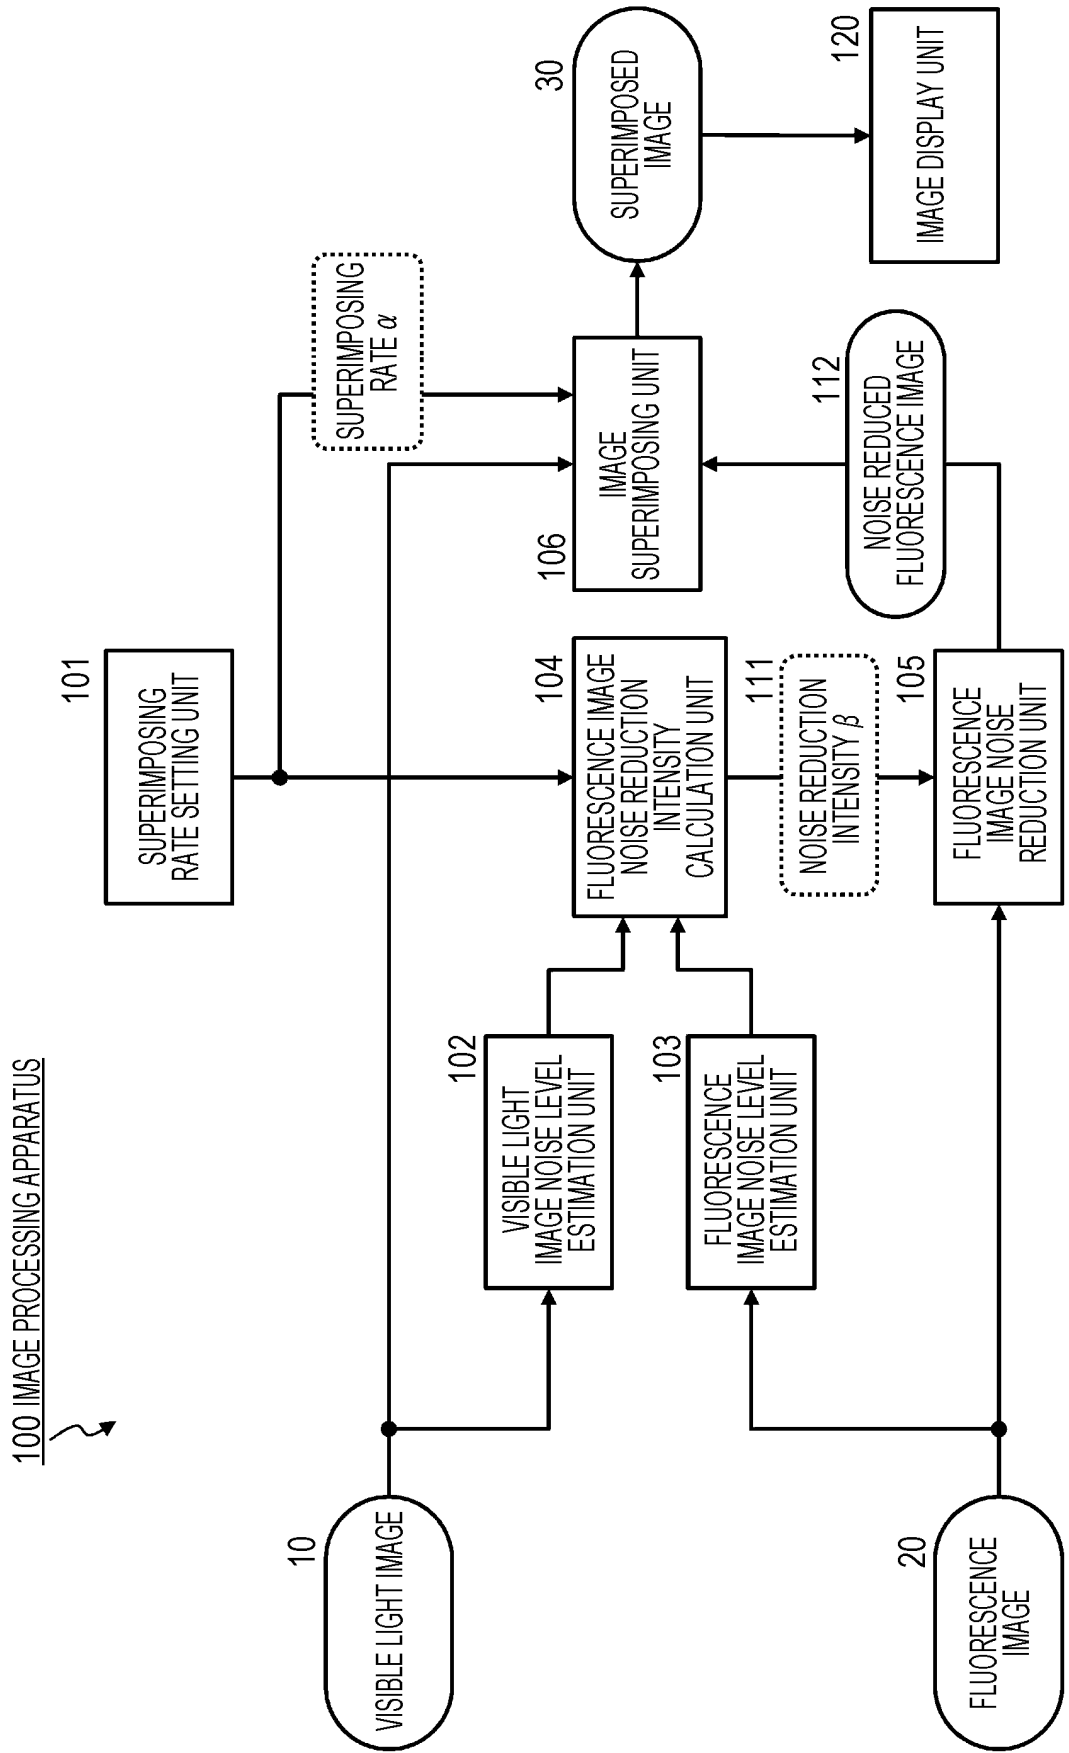 100 IMAGE PROCESSING APPARATUS
101
SUPERIMPOSING
RATE SETTING UNIT
SUPERIMPOSING
RATE α
10
VISIBLE LIGHT IMAGE
102
VISIBLE LIGHT
IMAGE NOISE LEVEL
ESTIMATION UNIT
103
FLUORESCENCE
IMAGE NOISE LEVEL
ESTIMATION UNIT
104
FLUORESCENCE IMAGE
NOISE REDUCTION
INTENSITY
CALCULATION UNIT
106
IMAGE
SUPERIMPOSING UNIT
30
SUPERIMPOSED
IMAGE
111
NOISE REDUCTION
INTENSITY β
112
NOISE REDUCED
FLUORESCENCE IMAGE
120
IMAGE DISPLAY UNIT
20
FLUORESCENCE
IMAGE
105
FLUORESCENCE
IMAGE NOISE
REDUCTION UNIT